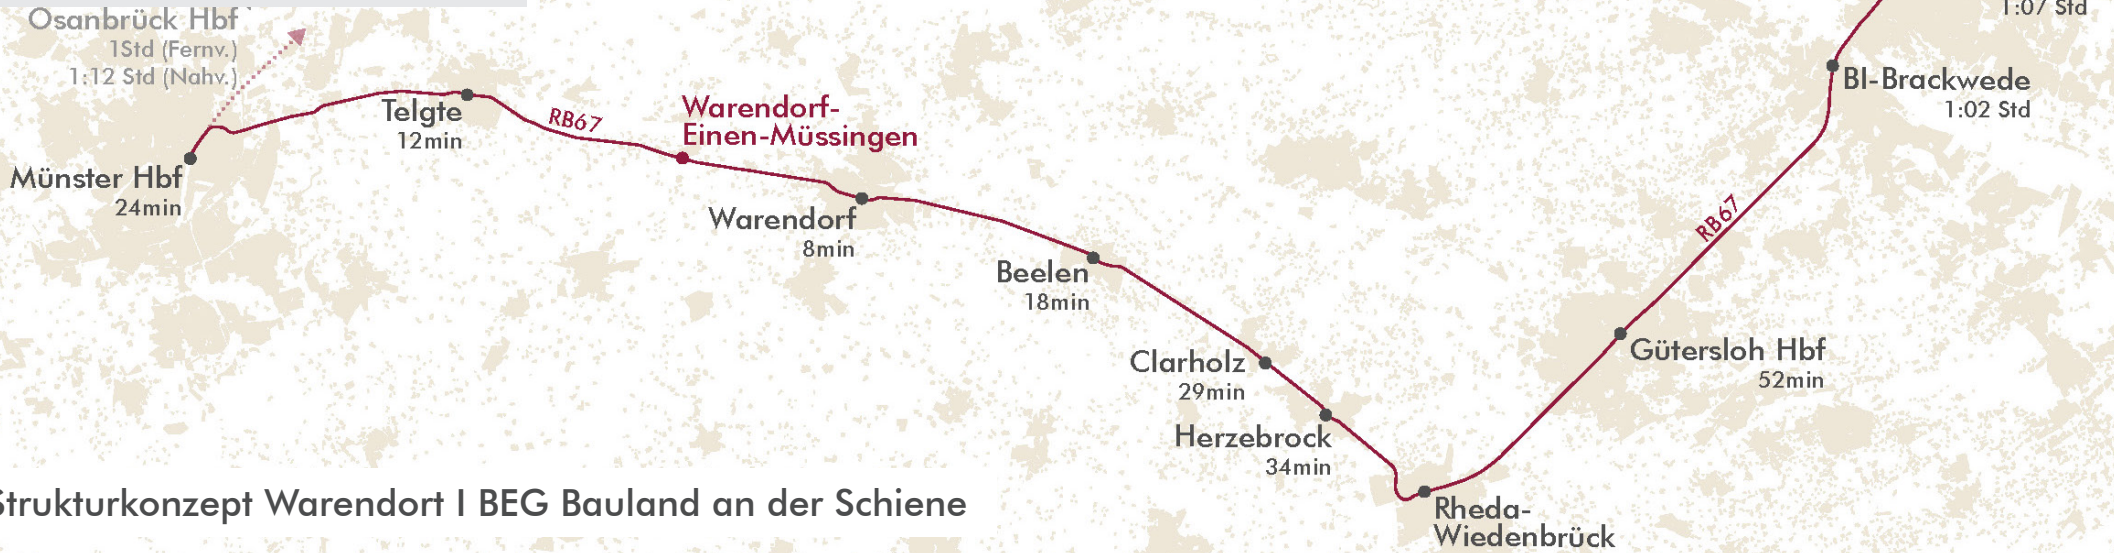 Osanbrück Hbf
1Std (Fernv.)
1:12 Std (Nahv.)
1:07 Std
BI-Brackwede
1:02 Std
Telgte
12min
RB67
Warendorf-
Einen-Müssingen
Münster Hbf
24min
Warendorf
8min
RB67
Beelen
18min
Clarholz
29min
Gütersloh Hbf
52min
Herzebrock
34min
Strukturkonzept Warendort I BEG Bauland an der Schiene
Rheda-
Wiedenbrück